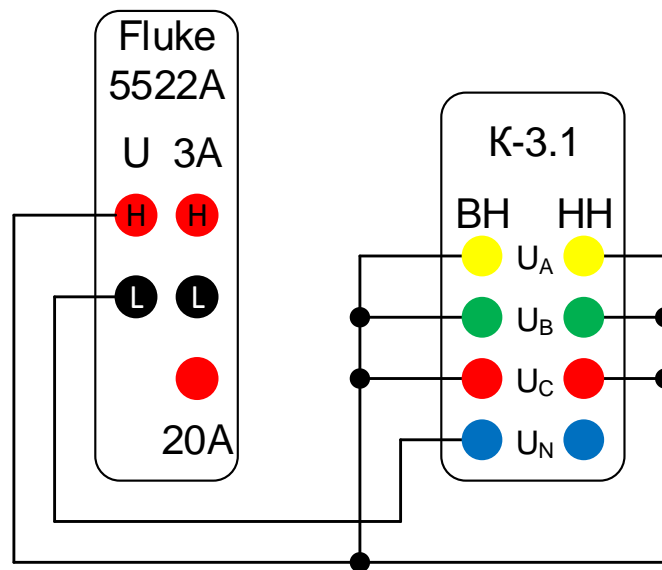 Fluke
5522A
U 3A
H H
L L
20A
К-3.1
ВН НН
UA
UB
UC
UN